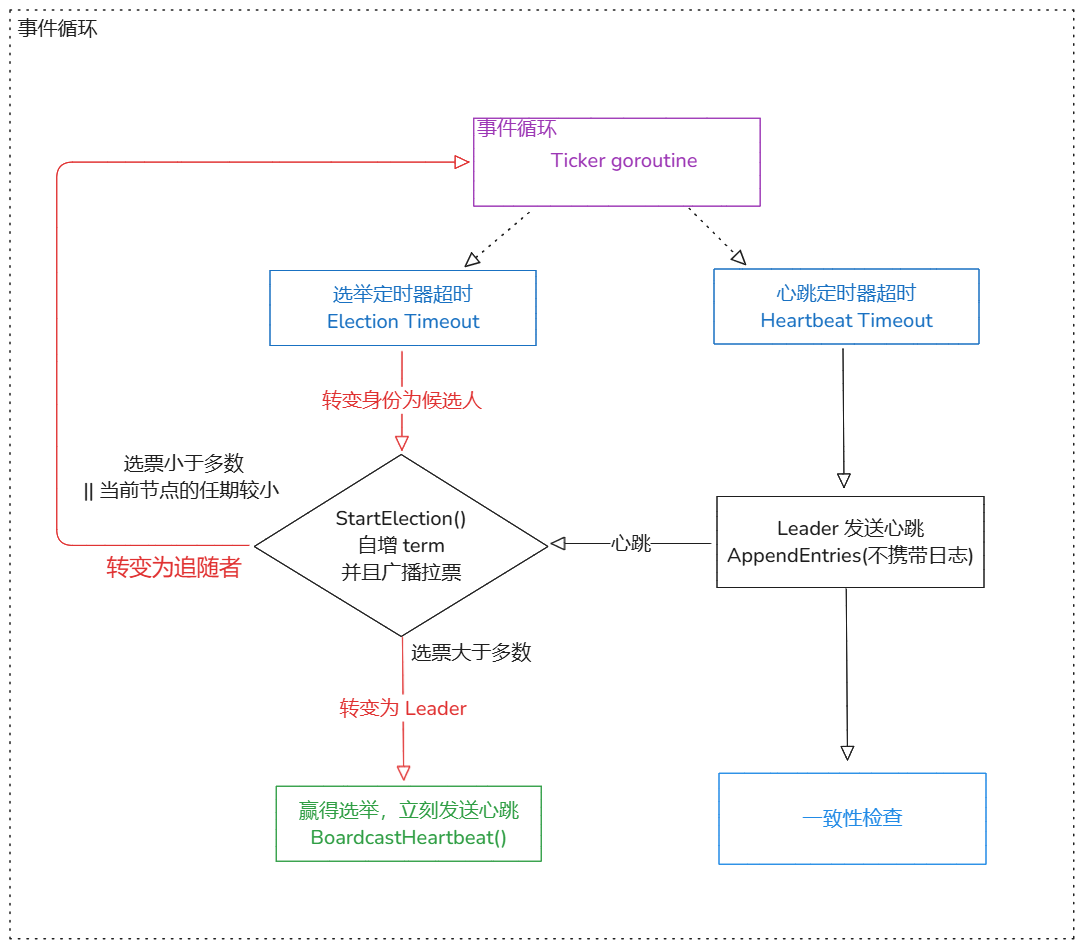 事件循环
事件循环
Ticker goroutine
选举定时器超时
Election Timeout
心跳定时器超时
Heartbeat Timeout
转变身份为候选人
选票小于多数
|| 当前节点的任期较小
转变为追随者
StartElection()
自增 term
并且广播拉票
心跳
Leader 发送心跳
AppendEntries(不携带日志)
选票大于多数
转变为 Leader
赢得选举，立刻发送心跳
BoardcastHeartbeat()
一致性检查